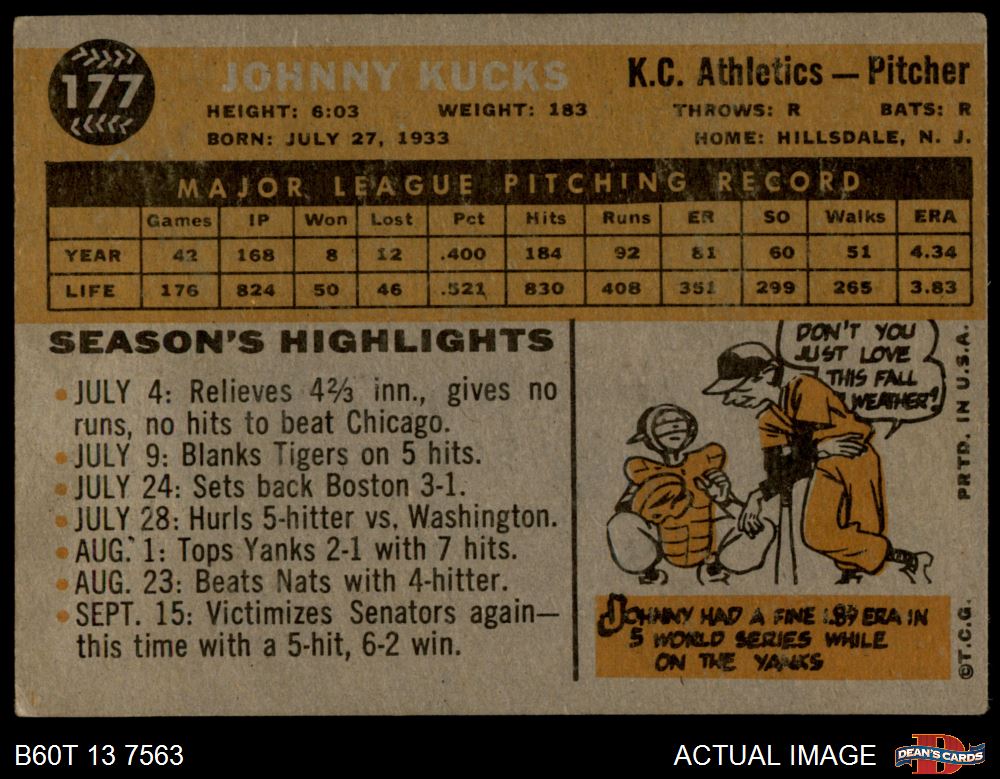 177
JOHNNY KUCKS
K.C. Athletics — Pitcher
HEIGHT: 6:03 WEIGHT: 183 THROWS: R BATS: R
BORN: JULY 27, 1933 HOME: HILLSDALE, N. J.
MAJOR LEAGUE PITCHING RECORD
Games IP Won Lost Pct Hits Runs ER SO Walks ERA
YEAR 42 168 8 12 .400 184 92 81 60 51 4.34
LIFE 176 824 50 46 .521 830 408 351 299 265 3.83
SEASON'S HIGHLIGHTS
• JULY 4: Relieves 4⅔ inn., gives no
runs, no hits to beat Chicago.
• JULY 9: Blanks Tigers on 5 hits.
• JULY 24: Sets back Boston 3-1.
• JULY 28: Hurls 5-hitter vs. Washington.
• AUG. 1: Tops Yanks 2-1 with 7 hits.
• AUG. 23: Beats Nats with 4-hitter.
• SEPT. 15: Victimizes Senators again—
this time with a 5-hit, 6-2 win.
DON'T YOU
JUST LOVE
THIS FALL
WEATHER?
JOHNNY HAD A FINE 1.89 ERA IN
5 WORLD SERIES WHILE
ON THE YANKS
PRTD. IN U.S.A.
©T.C.G.
B60T 13 7563
ACTUAL IMAGE
DEAN'S CARDS